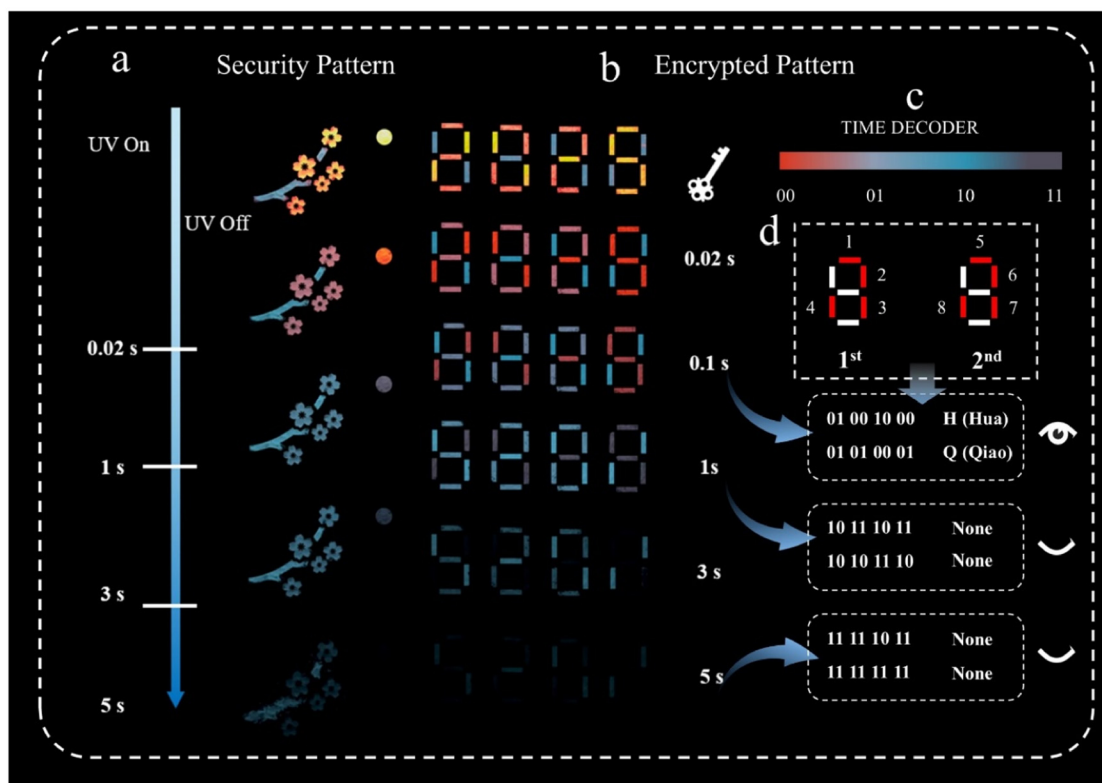 a
Security Pattern
b
Encrypted Pattern
UV On
UV Off
0.02 s
1 s
3 s
5 s
0.02 s
0.1 s
1s
3 s
5 s
c
TIME DECODER
00 01 10 11
d
1 5
2 6
4 3 8 7
1st 2nd
01 00 10 00 H (Hua)
01 01 00 01 Q (Qiao)
10 11 10 11 None
10 10 11 10 None
11 11 10 11 None
11 11 11 11 None